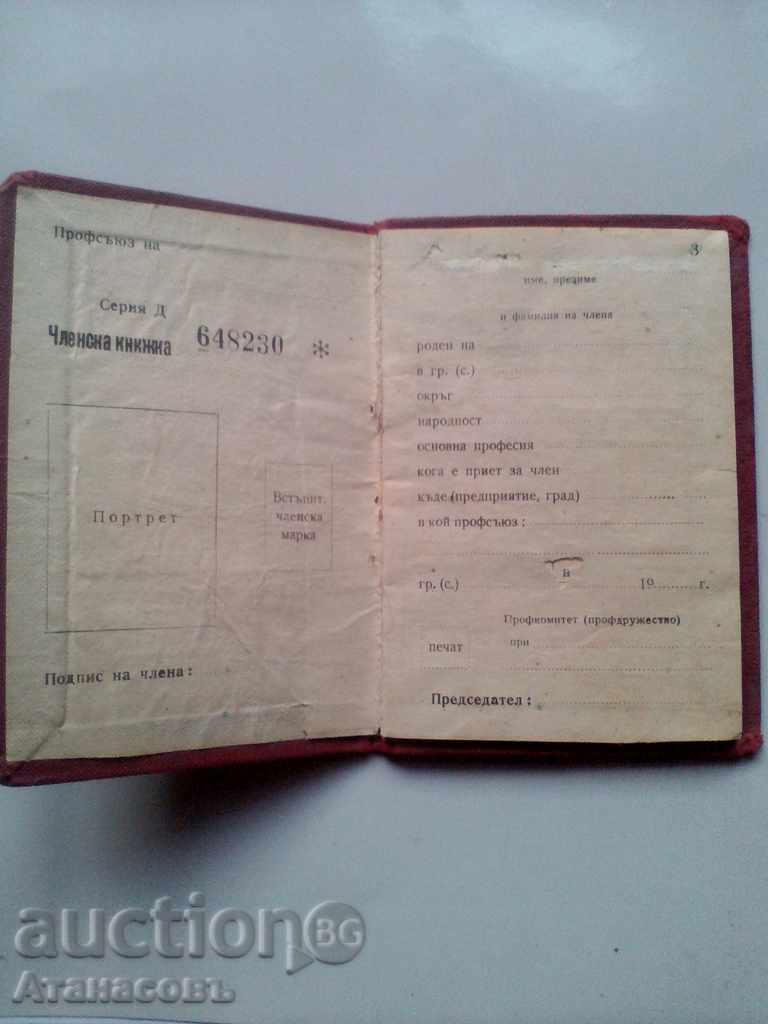 Профсъюз на
Серия Д
Членска книжка 648230 *
Портрет
Встъпит.
членска
марка
Подпис на члена:
3
име, презиме
и фамилия на члена
роден на
в гр. (с.)
окръг
народност
основна професия
кога е приет за член
къде (предприятие, град)
в кой профсъюз:
гр. (с.) н 19 г.
Профкомитет (профдружество)
печат при
Председател:
auction BG
Атанасовъ